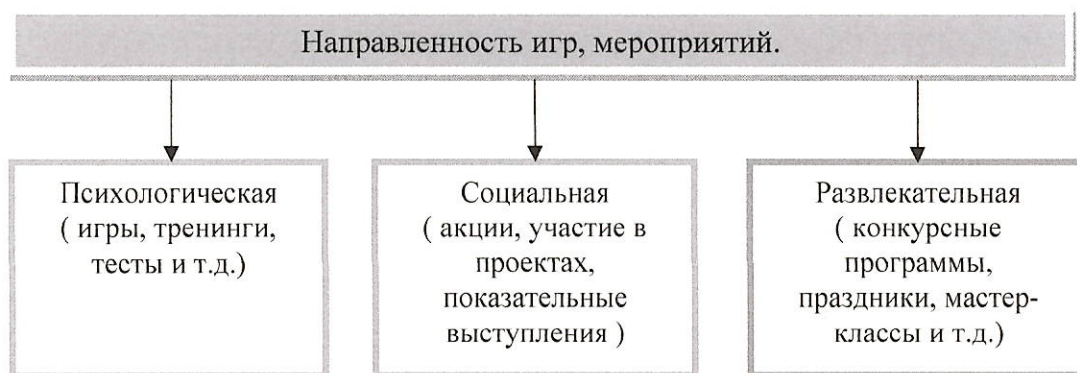 Направленность игр, мероприятий.
Психологическая
( игры, тренинги,
тесты и т.д.)
Социальная
( акции, участие в
проектах,
показательные
выступления )
Развлекательная
( конкурсные
программы,
праздники, мастер-
классы и т.д.)